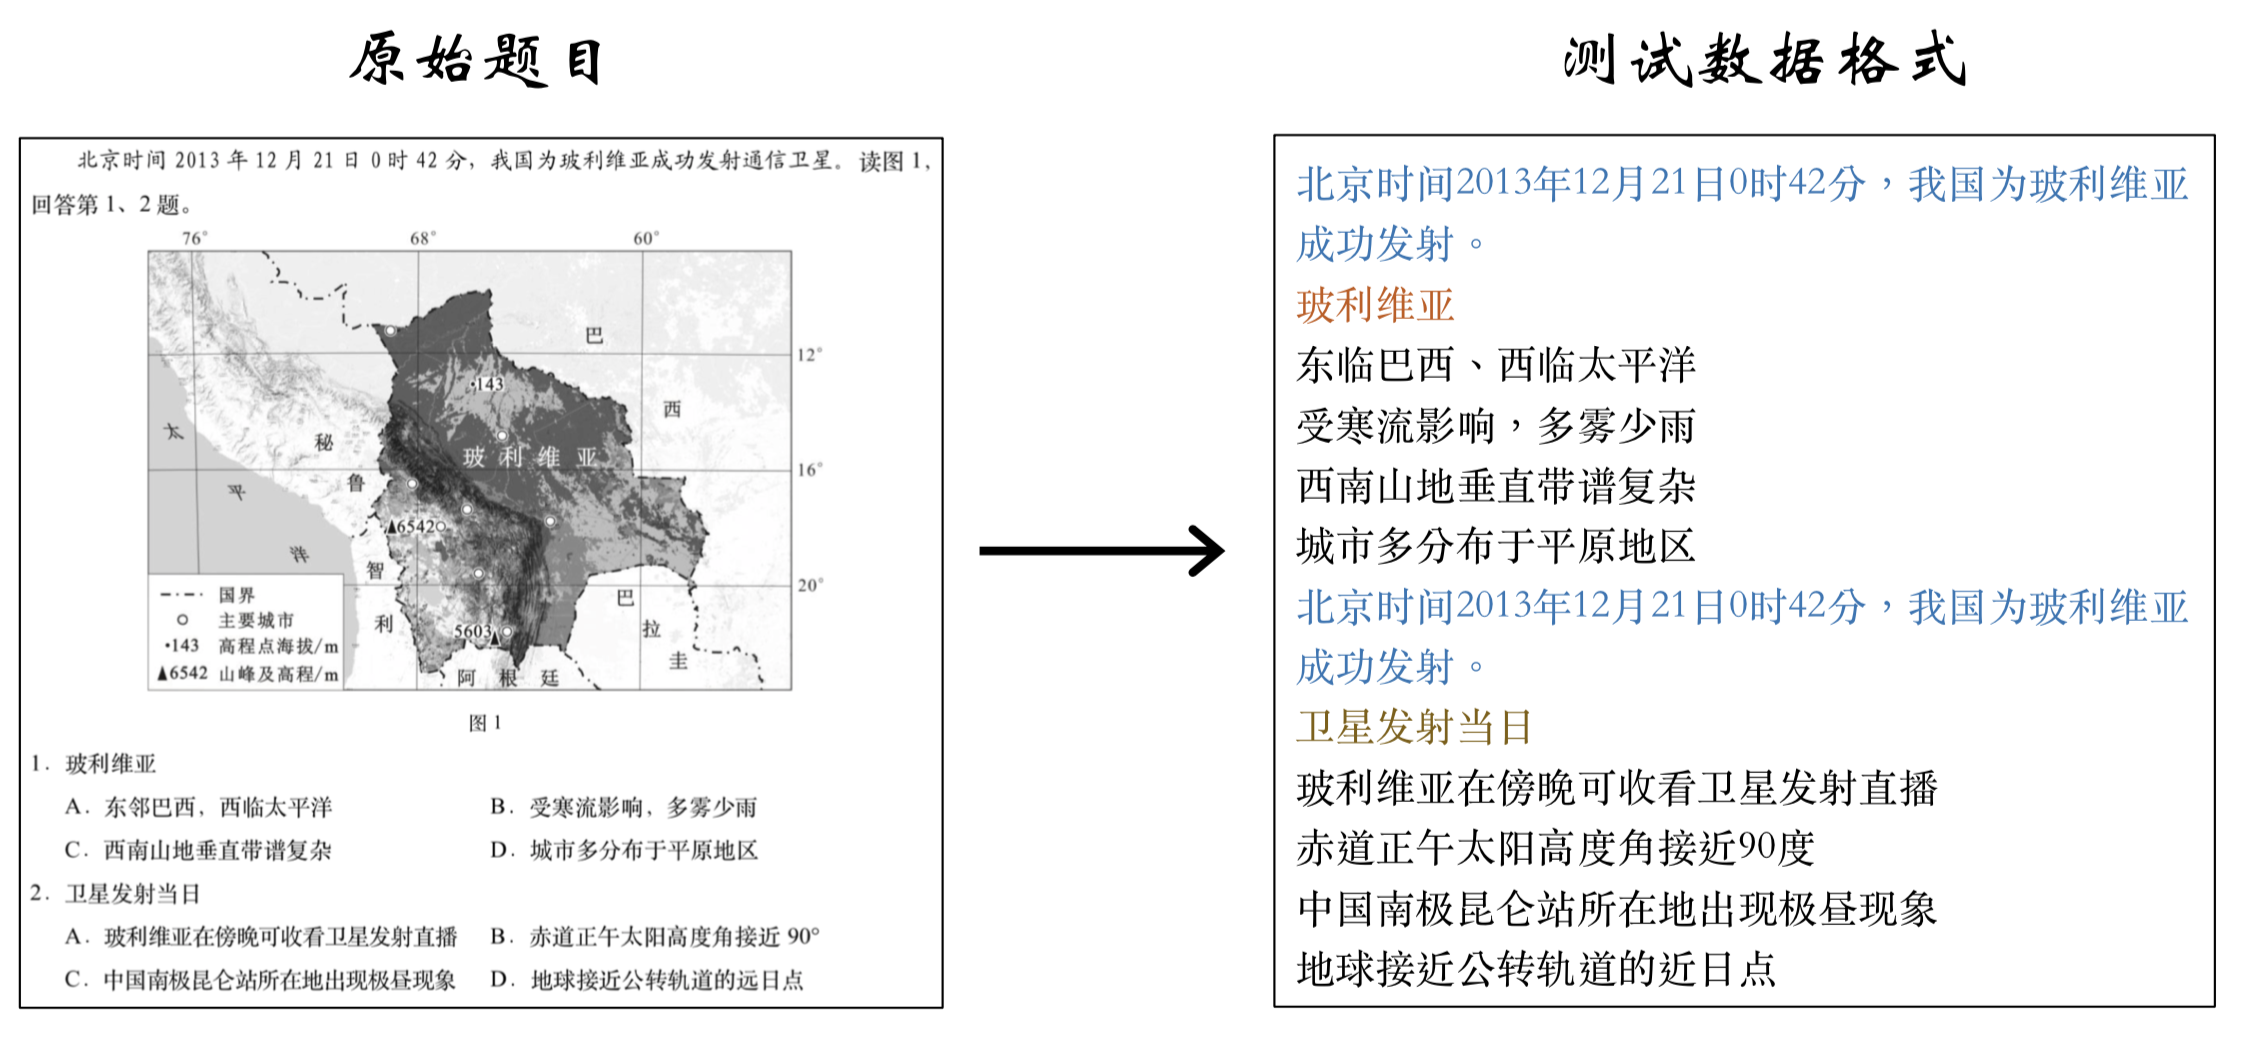 原始题目
测试数据格式
北京时间 2013 年 12 月 21 日 0 时 42 分，我国为玻利维亚成功发射通信卫星。读图 1，
回答第 1、2 题。
76° 68° 60°
巴
12°
•143
西
太
秘
玻利维亚
16°
平
鲁
▲6542
洋
智
20°
国界
巴
主要城市
利
5603▲
拉
•143 高程点海拔/m
圭
▲6542 山峰及高程/m
阿根廷
图 1
1. 玻利维亚
A. 东邻巴西，西临太平洋 B. 受寒流影响，多雾少雨
C. 西南山地垂直带谱复杂 D. 城市多分布于平原地区
2. 卫星发射当日
A. 玻利维亚在傍晚可收看卫星发射直播 B. 赤道正午太阳高度角接近 90°
C. 中国南极昆仑站所在地出现极昼现象 D. 地球接近公转轨道的远日点
北京时间2013年12月21日0时42分，我国为玻利维亚
成功发射。
玻利维亚
东临巴西、西临太平洋
受寒流影响，多雾少雨
西南山地垂直带谱复杂
城市多分布于平原地区
北京时间2013年12月21日0时42分，我国为玻利维亚
成功发射。
卫星发射当日
玻利维亚在傍晚可收看卫星发射直播
赤道正午太阳高度角接近90度
中国南极昆仑站所在地出现极昼现象
地球接近公转轨道的近日点